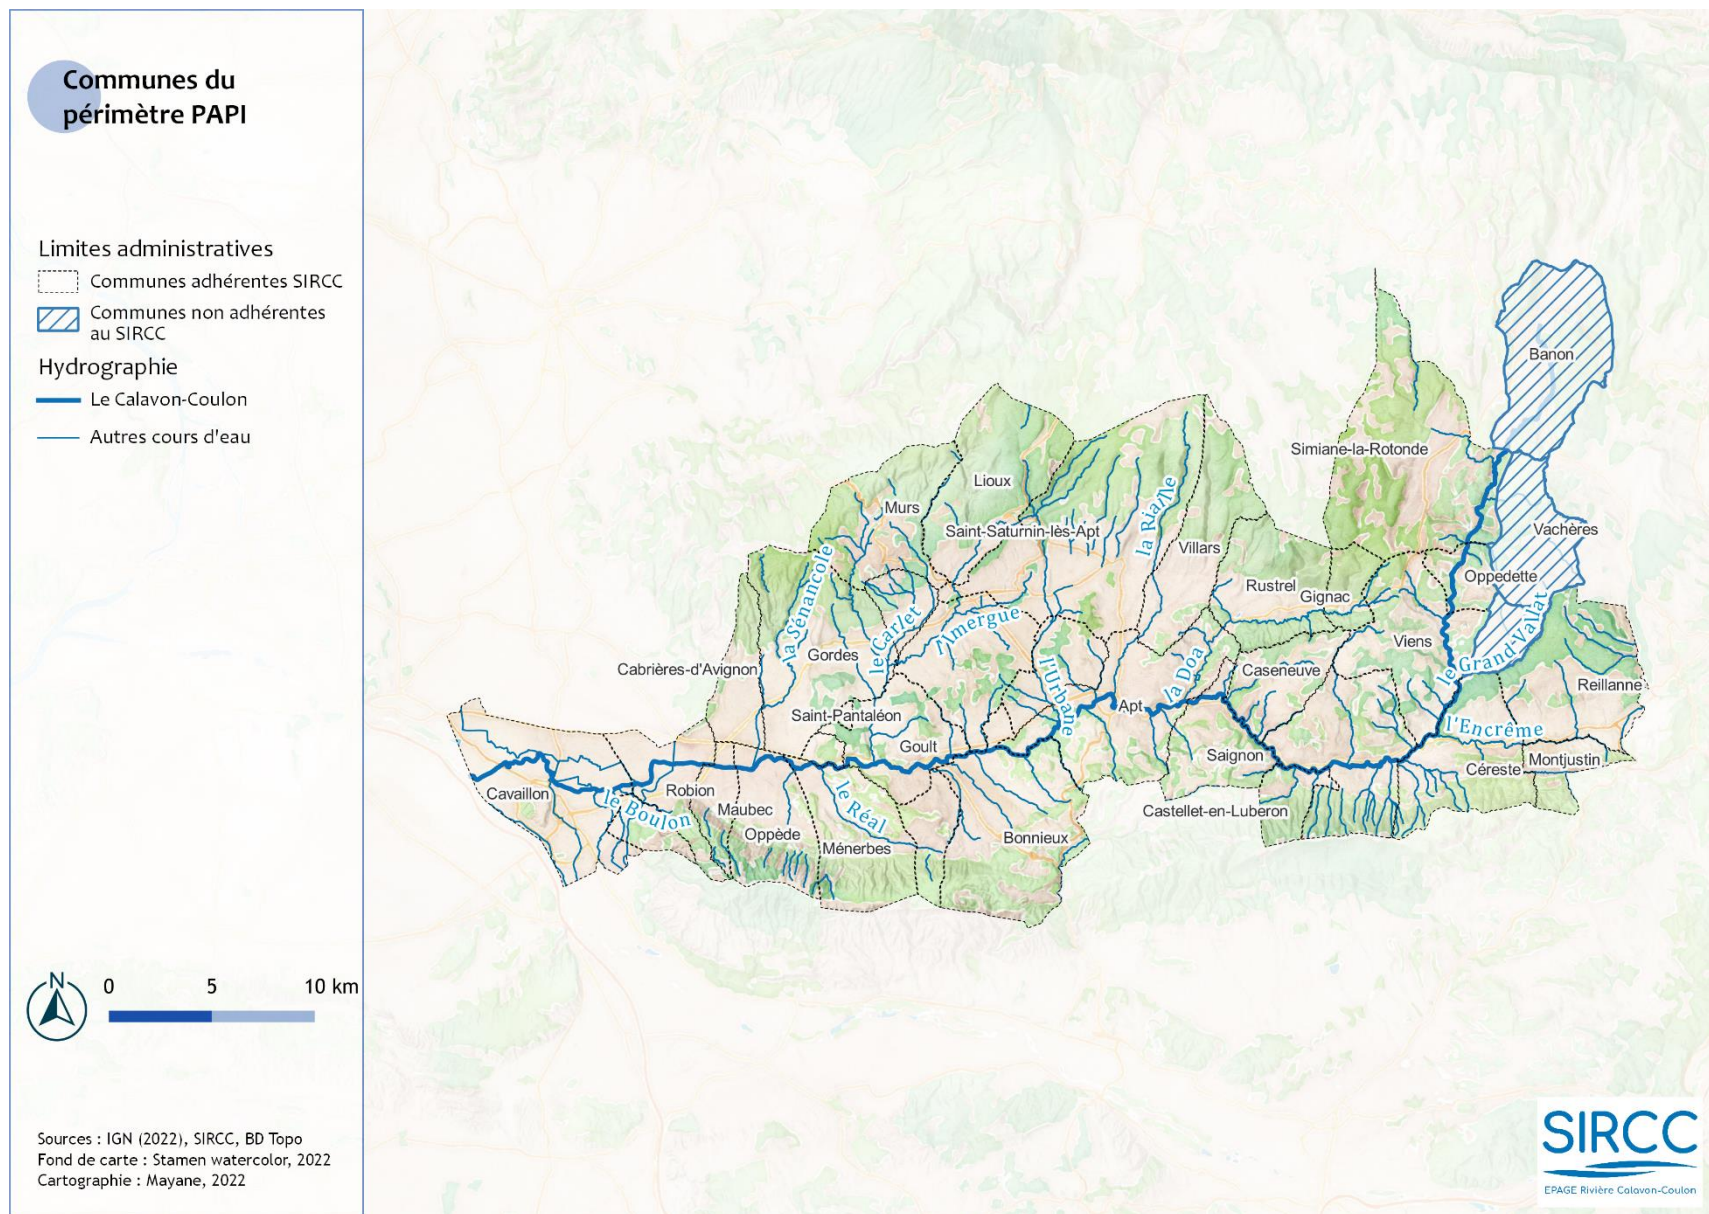 Communes du
périmètre PAPI
Limites administratives
Communes adhérentes SIRCC
Communes non adhérentes
au SIRCC
Hydrographie
Le Calavon-Coulon
Autres cours d'eau
N
0 5 10 km
Sources : IGN (2022), SIRCC, BD Topo
Fond de carte : Stamen watercolor, 2022
Cartographie : Mayane, 2022
Banon
Simiane-la-Rotonde
Lioux
Murs
la Riaille
Saint-Saturnin-lès-Apt
Vachères
Villars
la Sénancole
Oppedette
Rustrel
Gignac
le Carlet
l'Imergue
Viens
le Grand-Vallat
Gordes
Cabrières-d'Avignon
Caseneuve
la Doa
l'Urbane
Reillanne
Apt
Saint-Pantaléon
l'Encrême
Goult
Saignon
Montjustin
Céreste
Cavaillon
Robion
le Boulon
Maubec
le Réal
Castellet-en-Luberon
Oppède
Bonnieux
Ménerbes
SIRCC
EPAGE Rivière Calavon-Coulon